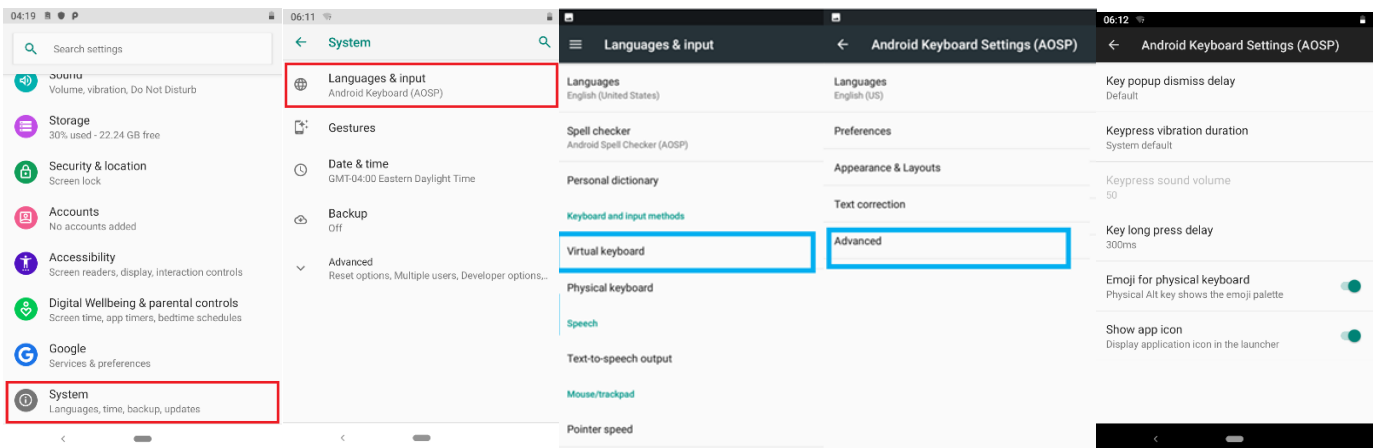 04:19
Search settings
Sound
Volume, vibration, Do Not Disturb
Storage
30% used - 22.24 GB free
Security & location
Screen lock
Accounts
No accounts added
Accessibility
Screen readers, display, interaction controls
Digital Wellbeing & parental controls
Screen time, app timers, bedtime schedules
Google
Services & preferences
System
Languages, time, backup, updates
06:11
System
Languages & input
Android Keyboard (AOSP)
Gestures
Date & time
GMT-04:00 Eastern Daylight Time
Backup
Off
Advanced
Reset options, Multiple users, Developer options,..
Languages & input
Languages
English (United States)
Spell checker
Android Spell Checker (AOSP)
Personal dictionary
Keyboard and input methods
Virtual keyboard
Physical keyboard
Speech
Text-to-speech output
Mouse/trackpad
Pointer speed
Android Keyboard Settings (AOSP)
Languages
English (US)
Preferences
Appearance & Layouts
Text correction
Advanced
06:12
Android Keyboard Settings (AOSP)
Key popup dismiss delay
Default
Keypress vibration duration
System default
Keypress sound volume
50
Key long press delay
300ms
Emoji for physical keyboard
Physical Alt key shows the emoji palette
Show app icon
Display application icon in the launcher